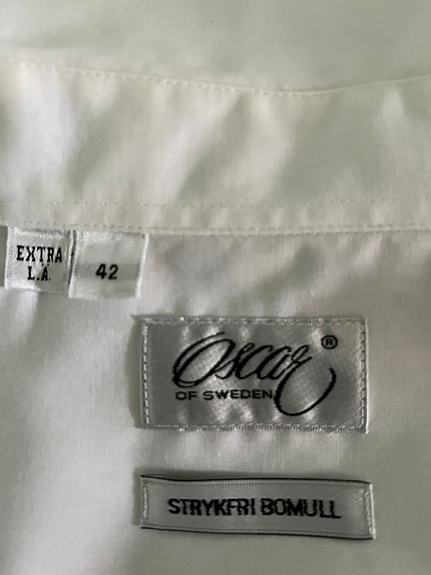 EXTRA
L.A.
42
Oscar®
OF SWEDEN
STRYKFRI BOMULL